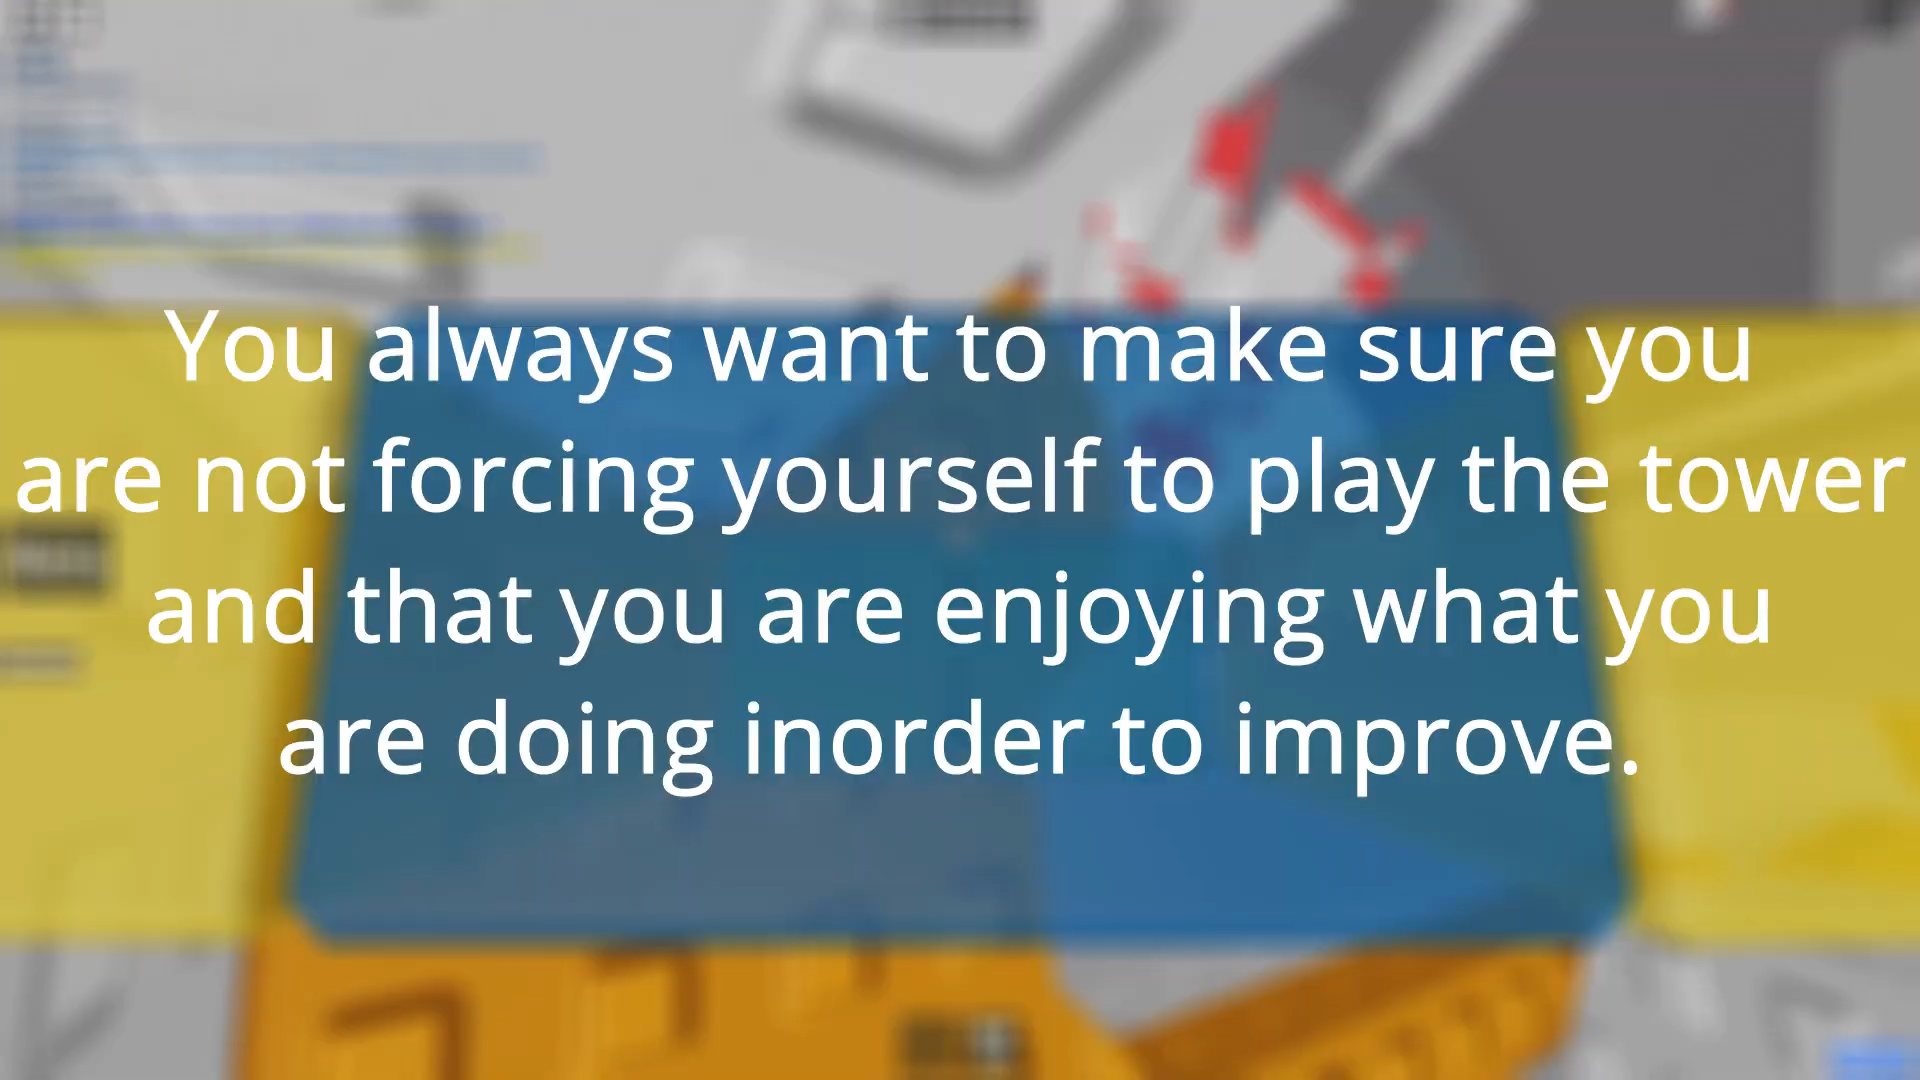 You always want to make sure you
are not forcing yourself to play the tower
and that you are enjoying what you
are doing inorder to improve.